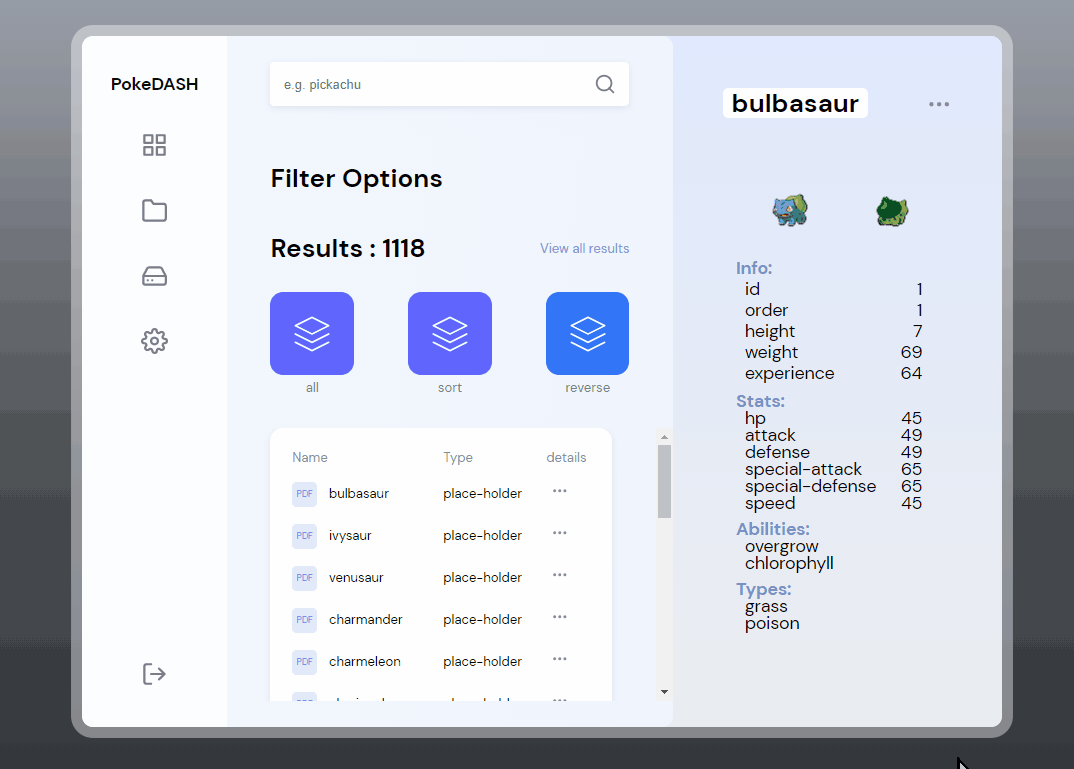 PokeDASH
e.g. pickachu
Filter Options
Results : 1118
View all results
all
sort
reverse
Name Type details
PDF bulbasaur place-holder
PDF ivysaur place-holder
PDF venusaur place-holder
PDF charmander place-holder
PDF charmeleon place-holder
bulbasaur
Info:
id 1
order 1
height 7
weight 69
experience 64
Stats:
hp 45
attack 49
defense 49
special-attack 65
special-defense 65
speed 45
Abilities:
overgrow
chlorophyll
Types:
grass
poison